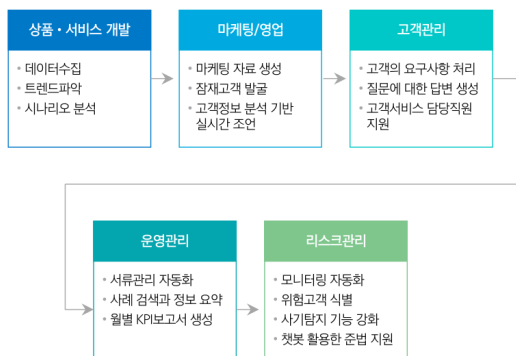 상품・서비스 개발
• 데이터수집
• 트렌드파악
• 시나리오 분석
마케팅/영업
• 마케팅 자료 생성
• 잠재고객 발굴
• 고객정보 분석 기반
실시간 조언
고객관리
• 고객의 요구사항 처리
• 질문에 대한 답변 생성
• 고객서비스 담당직원
지원
운영관리
• 서류관리 자동화
• 사례 검색과 정보 요약
• 월별 KPI보고서 생성
리스크관리
• 모니터링 자동화
• 위험고객 식별
• 사기탐지 기능 강화
• 챗봇 활용한 준법 지원